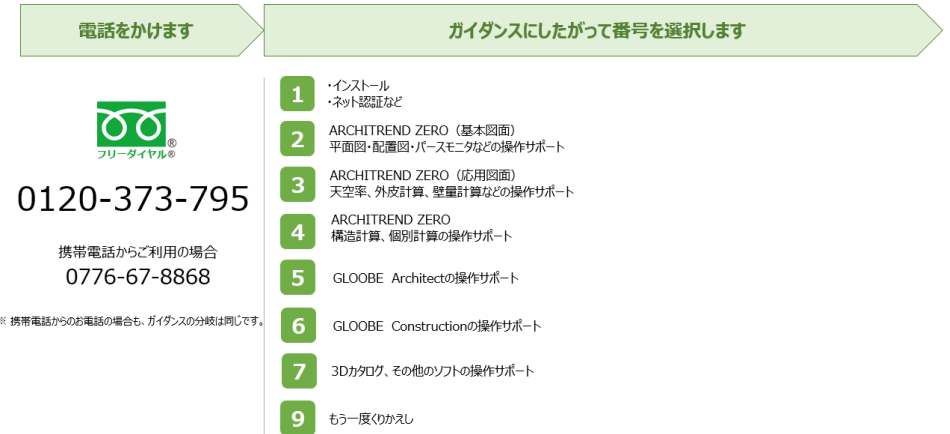 電話をかけます
ガイダンスにしたがって番号を選択します
フリーダイヤル®
®
0120-373-795
携帯電話からご利用の場合
0776-67-8868
※ 携帯電話からのお電話の場合も、ガイダンスの分岐は同じです。
1
・インストール
・ネット認証など
2
ARCHITREND ZERO（基本図面）
平面図・配置図・パースモニタなどの操作サポート
3
ARCHITREND ZERO（応用図面）
天空率、外皮計算、壁量計算などの操作サポート
4
ARCHITREND ZERO
構造計算、個別計算の操作サポート
5
GLOOBE Architectの操作サポート
6
GLOOBE Constructionの操作サポート
7
3Dカタログ、その他のソフトの操作サポート
9
もう一度くりかえし